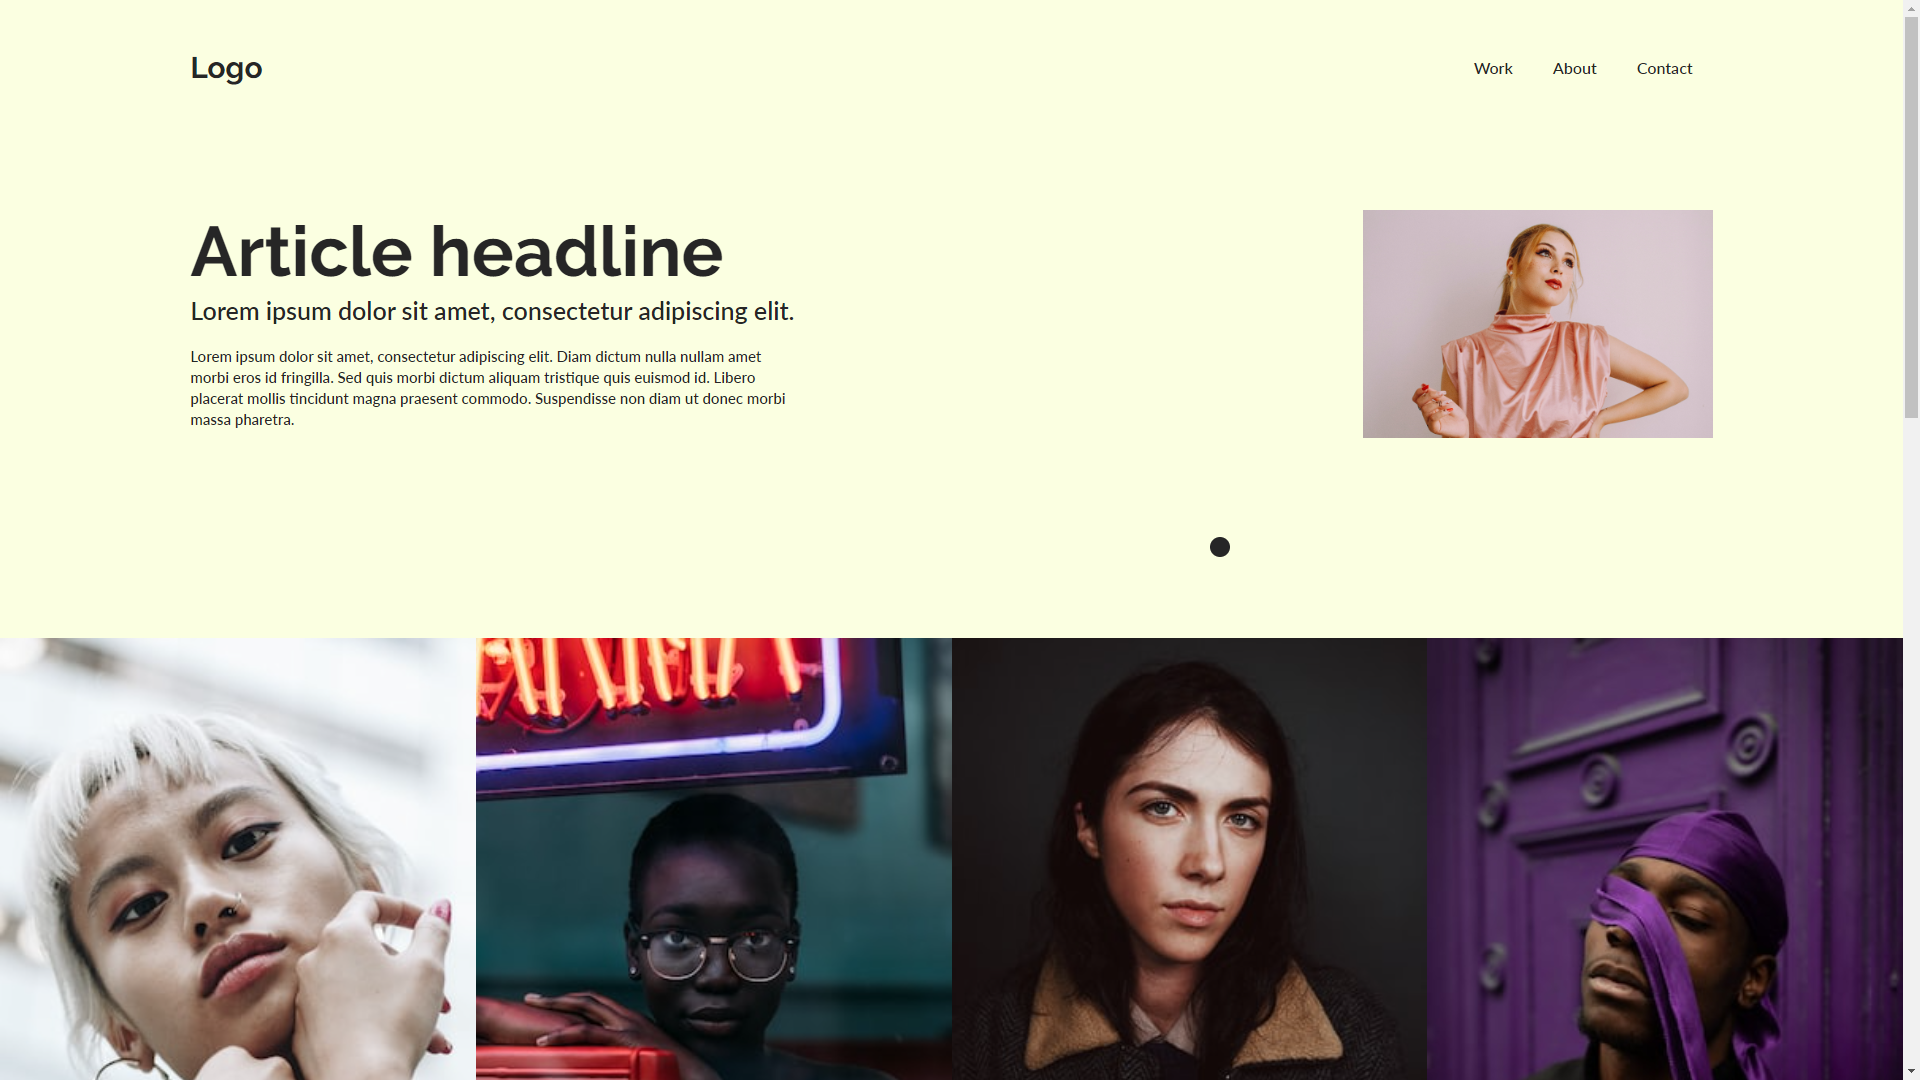 Logo
Work
About
Contact
Article headline
Lorem ipsum dolor sit amet, consectetur adipiscing elit.
Lorem ipsum dolor sit amet, consectetur adipiscing elit. Diam dictum nulla nullam amet
morbi eros id fringilla. Sed quis morbi dictum aliquam tristique quis euismod id. Libero
placerat mollis tincidunt magna praesent commodo. Suspendisse non diam ut donec morbi
massa pharetra.